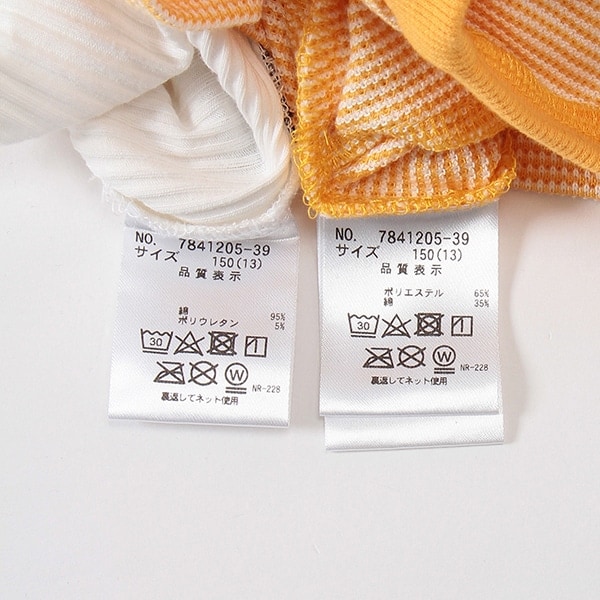 NO. 7841205-39
サイズ 150(13)
品質表示
綿 95%
ポリウレタン 5%
30
W
NR-228
裏返してネット使用
NO. 7841205-39
サイズ 150(13)
品質表示
ポリエステル 65%
綿 35%
30
W
NR-228
裏返してネット使用